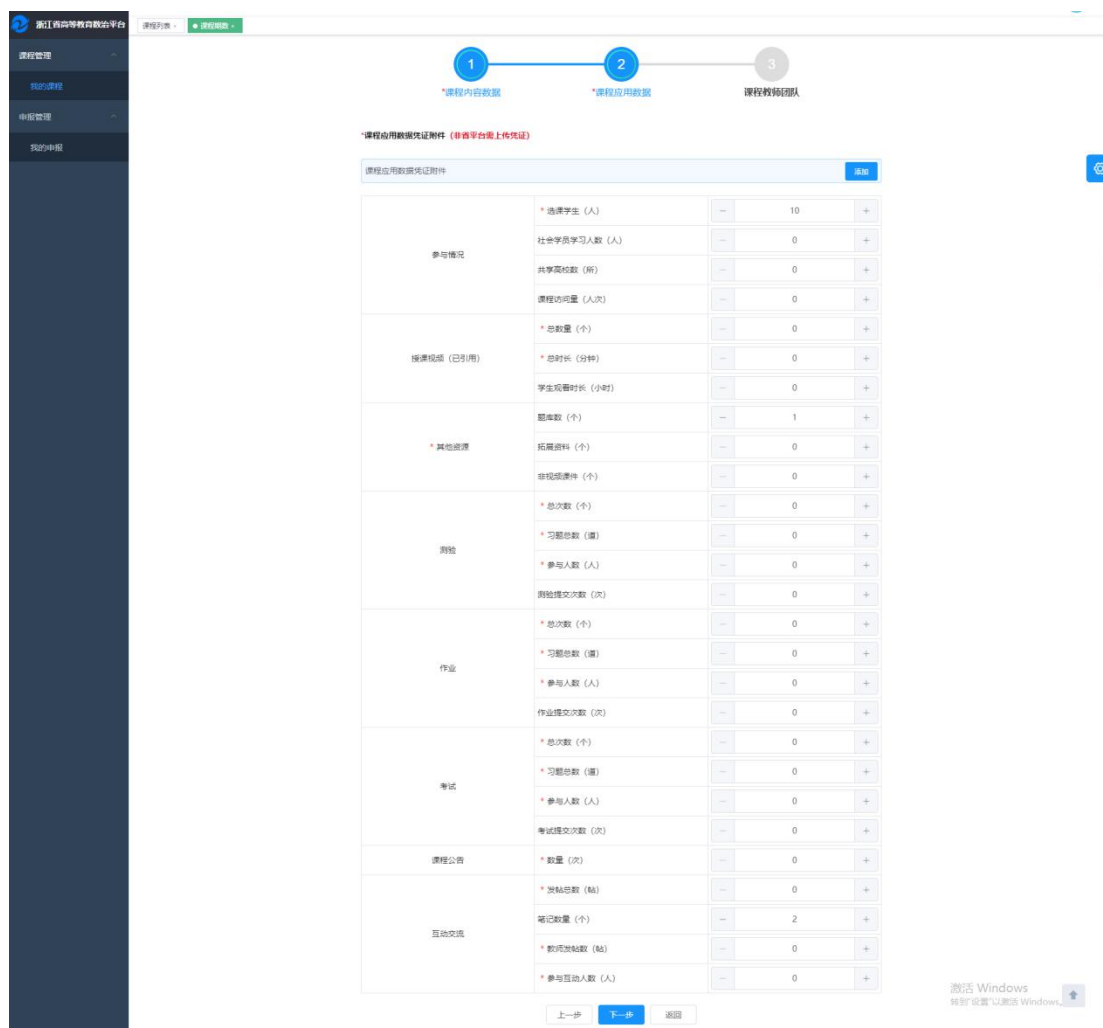 浙江省高等教育数治平台
课程列表 ×
● 课程期数 ×
课程管理
我的课程
申报管理
我的申报
1
2
3
*课程内容数据
*课程应用数据
课程教师团队
*课程应用数据凭证附件（非省平台需上传凭证）
课程应用数据凭证附件
添加
参与情况
* 选课学生（人） − 10 +
社会学员学习人数（人） − 0 +
共享高校数（所） − 0 +
课程访问量（人次） − 0 +
授课视频（已引用）
* 总数量（个） − 0 +
* 总时长（分钟） − 0 +
学生观看时长（小时） − 0 +
* 其他资源
题库数（个） − 1 +
拓展资料（个） − 0 +
非视频课件（个） − 0 +
测验
* 总次数（个） − 0 +
* 习题总数（道） − 0 +
* 参与人数（人） − 0 +
测验提交次数（次） − 0 +
作业
* 总次数（个） − 0 +
* 习题总数（道） − 0 +
* 参与人数（人） − 0 +
作业提交次数（次） − 0 +
考试
* 总次数（个） − 0 +
* 习题总数（道） − 0 +
* 参与人数（人） − 0 +
考试提交次数（次） − 0 +
课程公告
* 数量（次） − 0 +
互动交流
* 发帖总数（帖） − 0 +
笔记数量（个） − 2 +
* 教师发帖数（帖） − 0 +
* 参与互动人数（人） − 0 +
上一步
下一步
返回
激活 Windows
转到"设置"以激活 Windows。